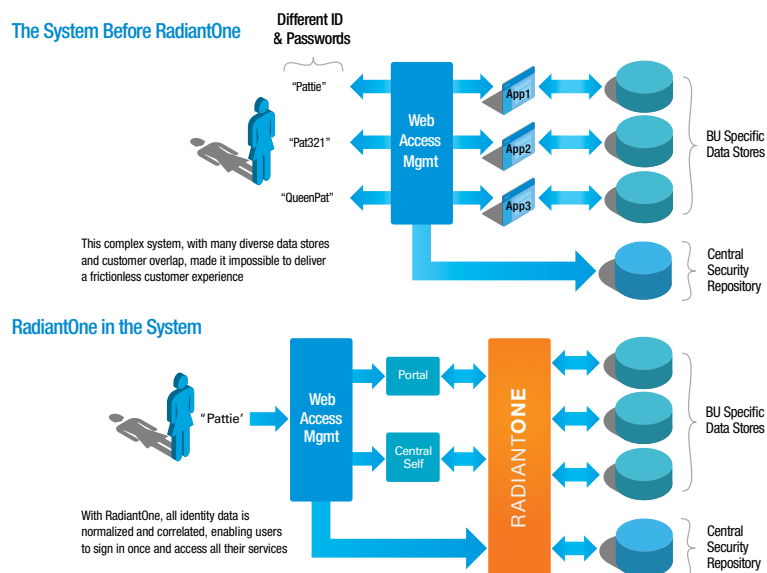 The System Before RadiantOne
Different ID
& Passwords
"Pattie"
"Pat321"
"QueenPat"
Web
Access
Mgmt
App1
App2
App3
BU Specific
Data Stores
This complex system, with many diverse data stores
and customer overlap, made it impossible to deliver
a frictionless customer experience
Central
Security
Repository
RadiantOne in the System
"Pattie'
Web
Access
Mgmt
Portal
Central
Self
RADIANTONE
BU Specific
Data Stores
With RadiantOne, all identity data is
normalized and correlated, enabling users
to sign in once and access all their services
Central
Security
Repository